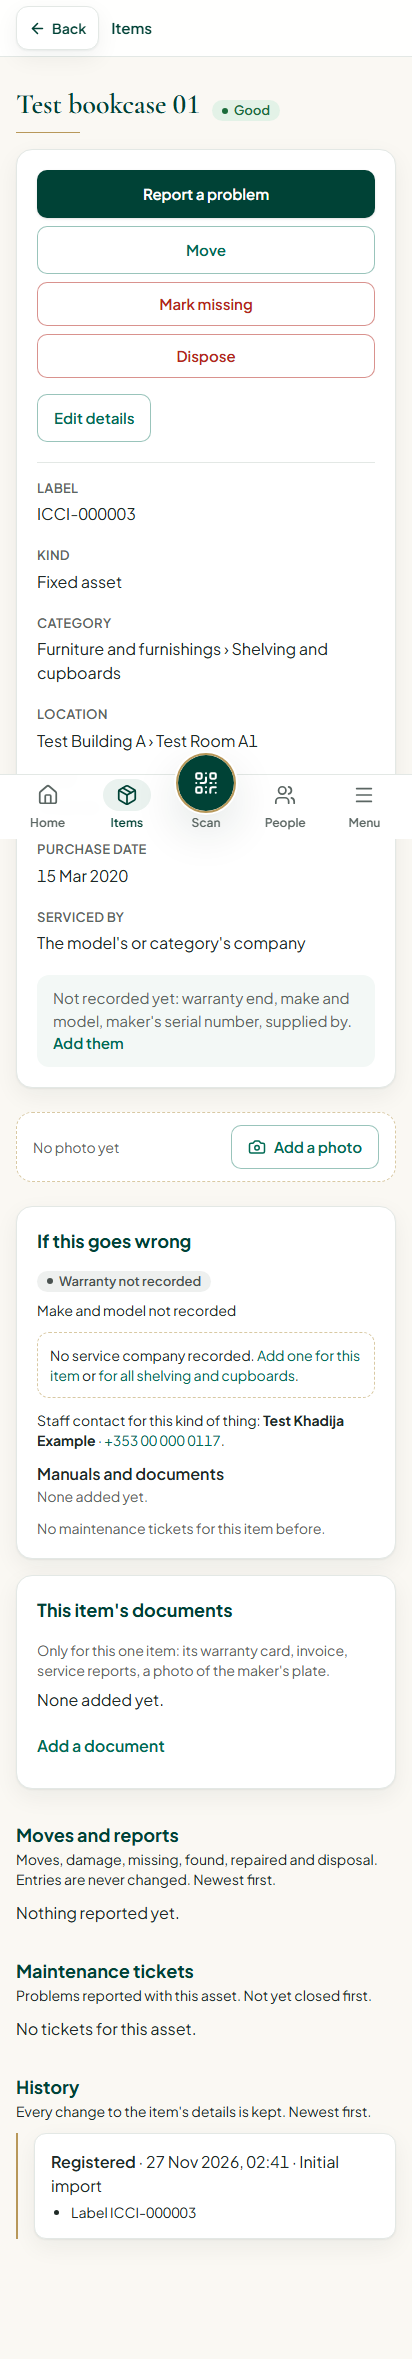 Back
Items
Test bookcase 01
Good
Report a problem
Move
Mark missing
Dispose
Edit details
LABEL
ICCI-000003
KIND
Fixed asset
CATEGORY
Furniture and furnishings › Shelving and
cupboards
LOCATION
Test Building A › Test Room A1
Home
Items
Scan
People
Menu
PURCHASE DATE
15 Mar 2020
SERVICED BY
The model's or category's company
Not recorded yet: warranty end, make and
model, maker's serial number, supplied by.
Add them
No photo yet
Add a photo
If this goes wrong
Warranty not recorded
Make and model not recorded
No service company recorded. Add one for this
item or for all shelving and cupboards.
Staff contact for this kind of thing: Test Khadija
Example · +353 00 000 0117.
Manuals and documents
None added yet.
No maintenance tickets for this item before.
This item's documents
Only for this one item: its warranty card, invoice,
service reports, a photo of the maker's plate.
None added yet.
Add a document
Moves and reports
Moves, damage, missing, found, repaired and disposal.
Entries are never changed. Newest first.
Nothing reported yet.
Maintenance tickets
Problems reported with this asset. Not yet closed first.
No tickets for this asset.
History
Every change to the item's details is kept. Newest first.
Registered · 27 Nov 2026, 02:41 · Initial
import
Label ICCI-000003